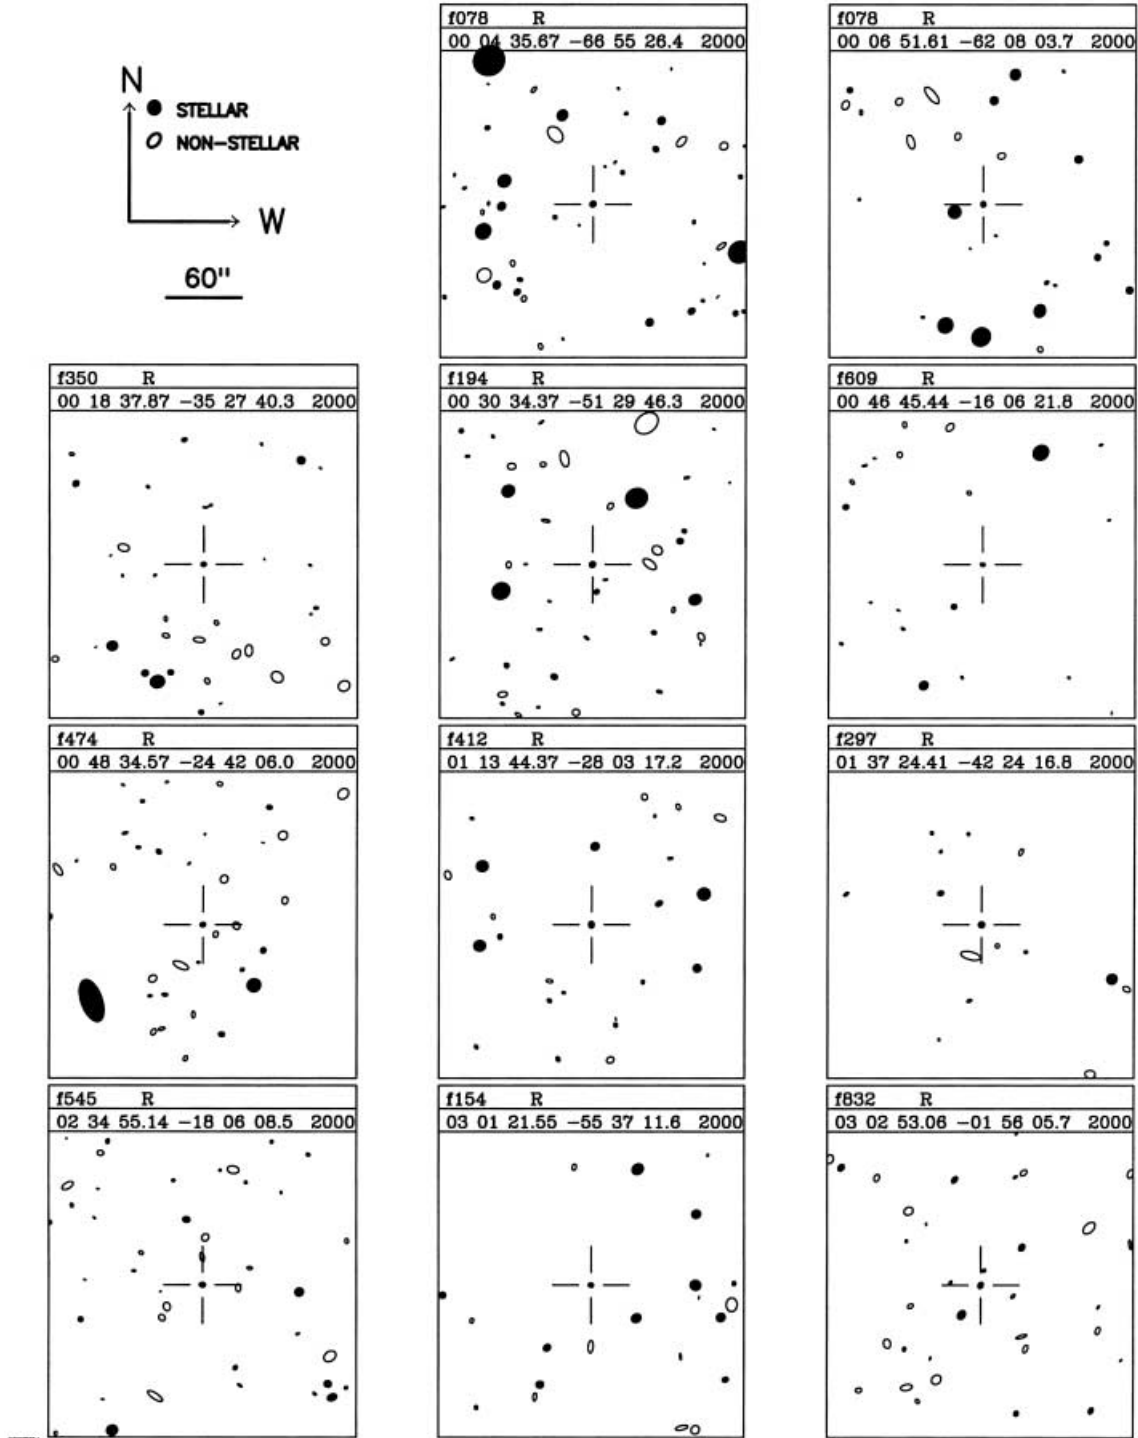 N
STELLAR
NON-STELLAR
W
60"
f078 R
00 04 35.67 -66 55 26.4 2000
f078 R
00 06 51.61 -62 08 03.7 2000
f350 R
00 18 37.87 -35 27 40.3 2000
f194 R
00 30 34.37 -51 29 46.3 2000
f609 R
00 46 45.44 -16 06 21.8 2000
f474 R
00 48 34.57 -24 42 06.0 2000
f412 R
01 13 44.37 -28 03 17.2 2000
f297 R
01 37 24.41 -42 24 16.8 2000
f545 R
02 34 55.14 -18 06 08.5 2000
f154 R
03 01 21.55 -55 37 11.6 2000
f832 R
03 02 53.06 -01 56 05.7 2000